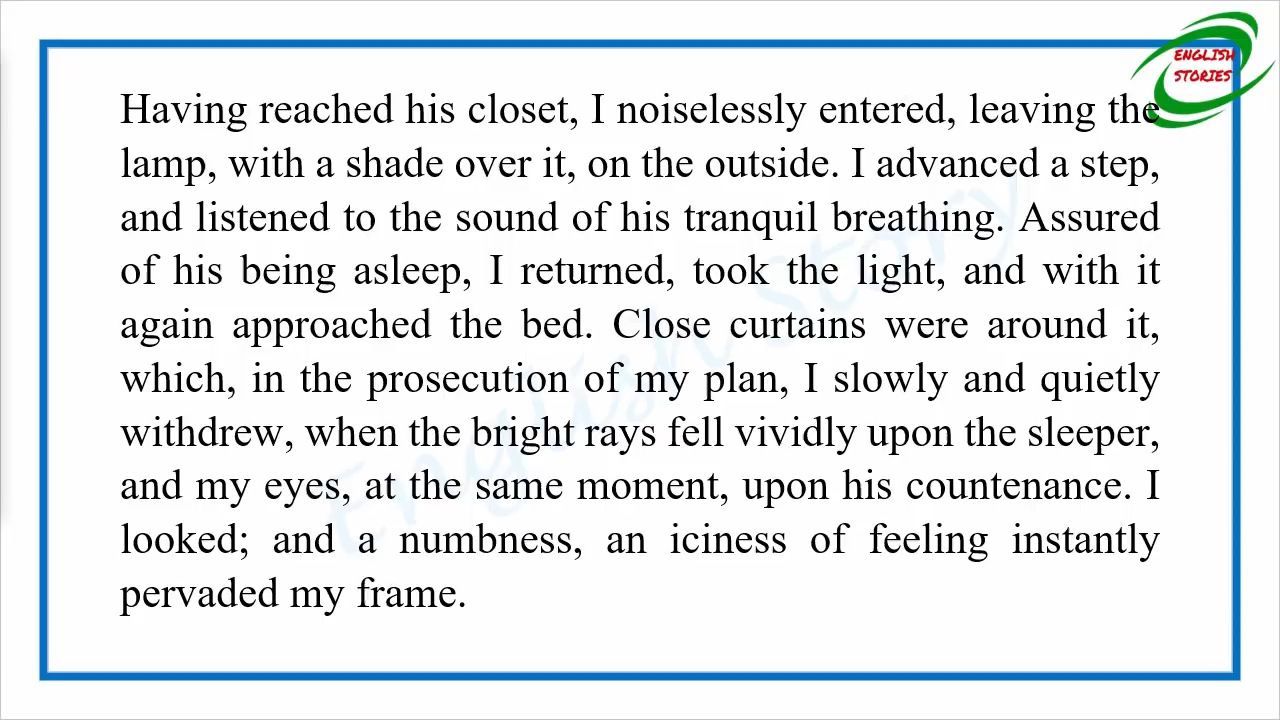 ENGLISH
STORIES
Having reached his closet, I noiselessly entered, leaving the
lamp, with a shade over it, on the outside. I advanced a step,
and listened to the sound of his tranquil breathing. Assured
of his being asleep, I returned, took the light, and with it
again approached the bed. Close curtains were around it,
which, in the prosecution of my plan, I slowly and quietly
withdrew, when the bright rays fell vividly upon the sleeper,
and my eyes, at the same moment, upon his countenance. I
looked; and a numbness, an iciness of feeling instantly
pervaded my frame.
English Story